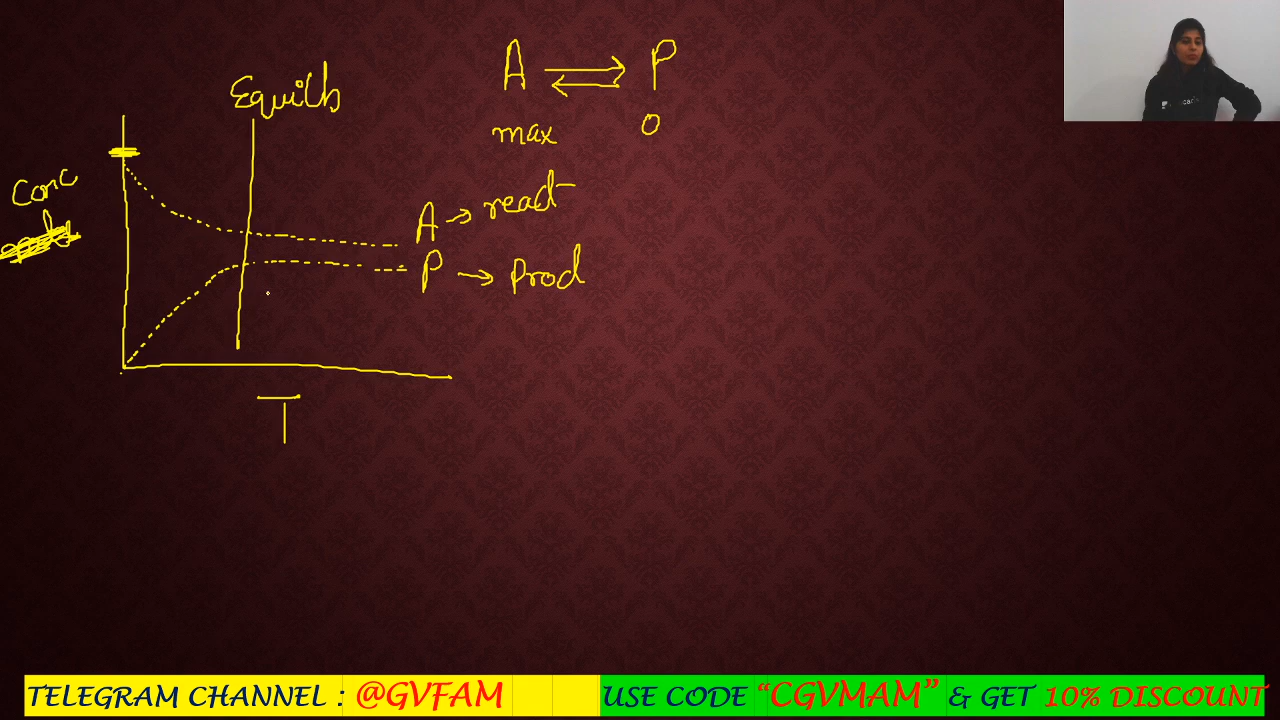 A ⇌ P
max 0
Equilb
Conc
A → react
P → Prod
T
TELEGRAM CHANNEL : @GVFAM
USE CODE “CGVMAM” & GET 10% DISCOUNT